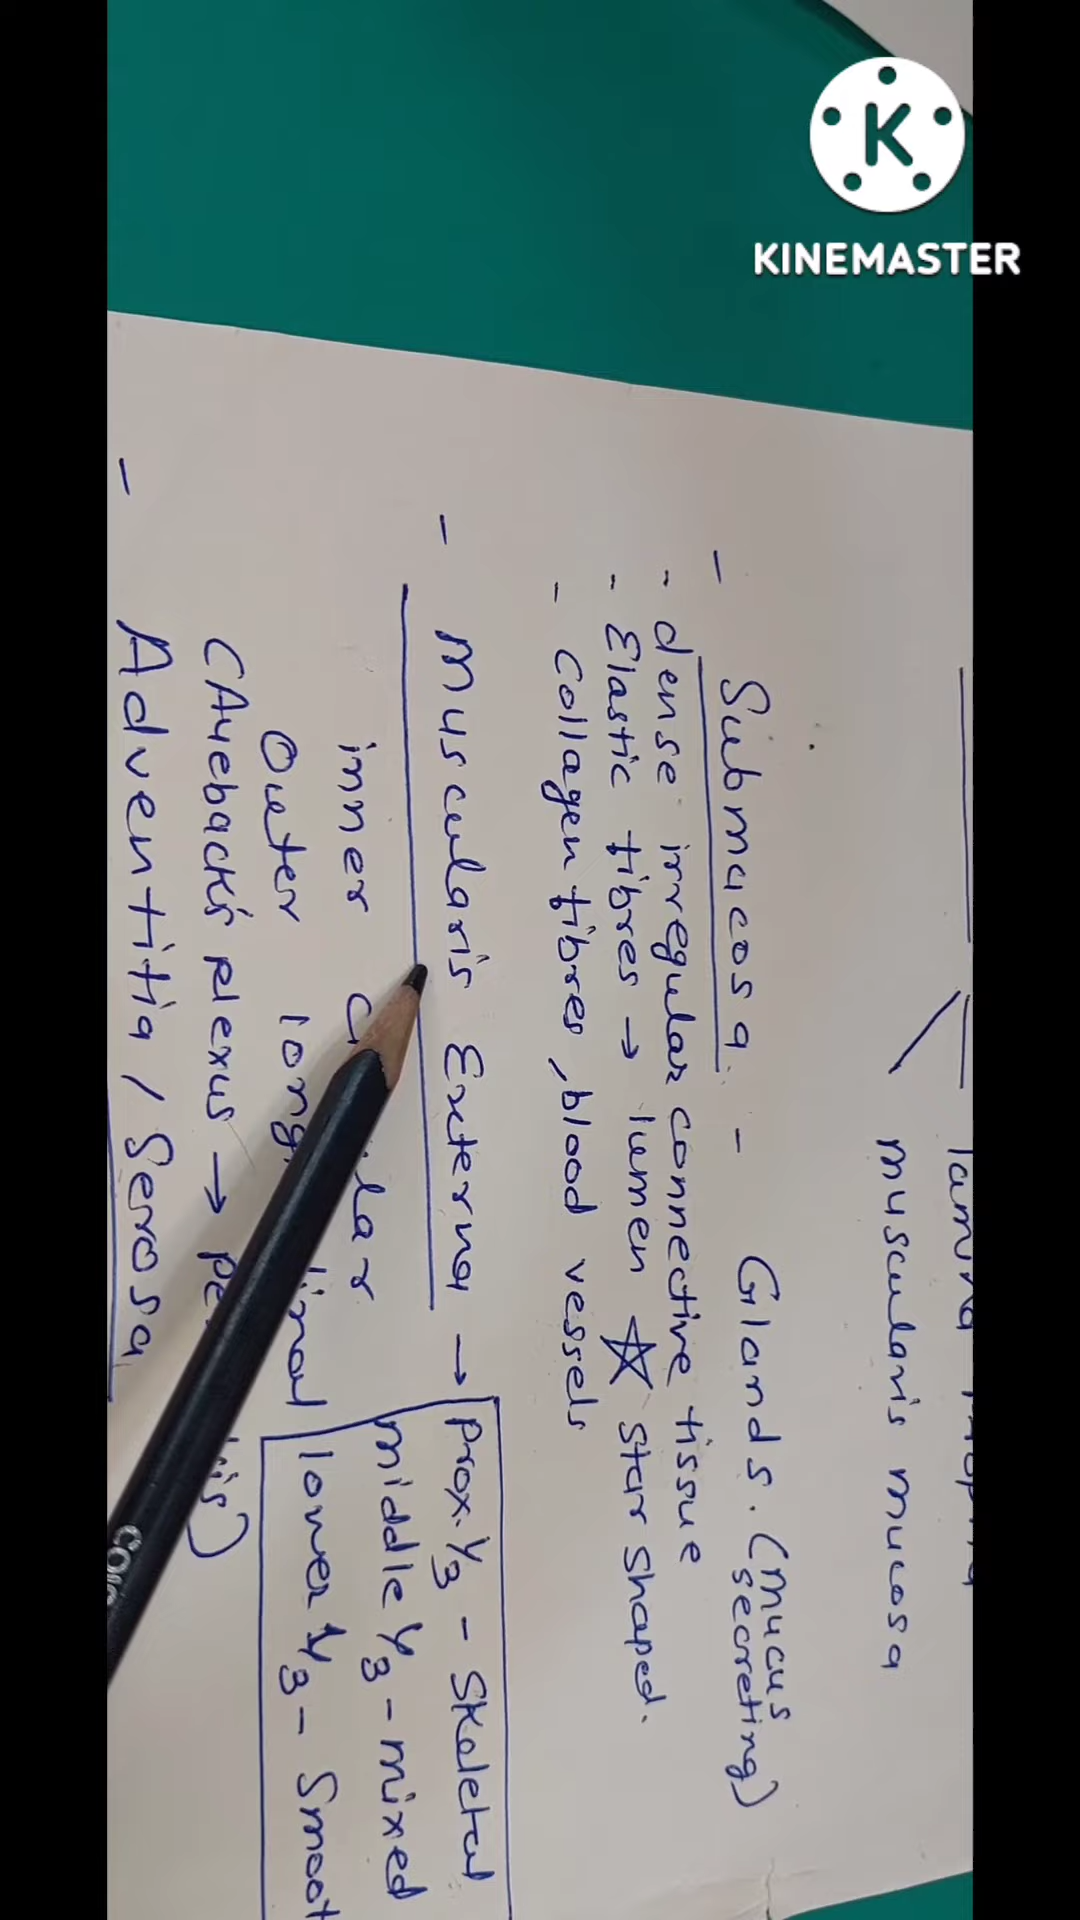 K
KINEMASTER
lamina
muscularis mucosa
- Submucosa - Glands. (mucus secreting)
- dense irregular connective tissue
- Elastic fibres → lumen ☆ star shaped.
- Collagen fibres, blood vessels
- Muscularis Externa → prox. 1/3 - Skeletal
inner middle 1/3 - mixed
Outer lower 1/3 -
(Aueback's plexus →
- Adventitia / Serosa